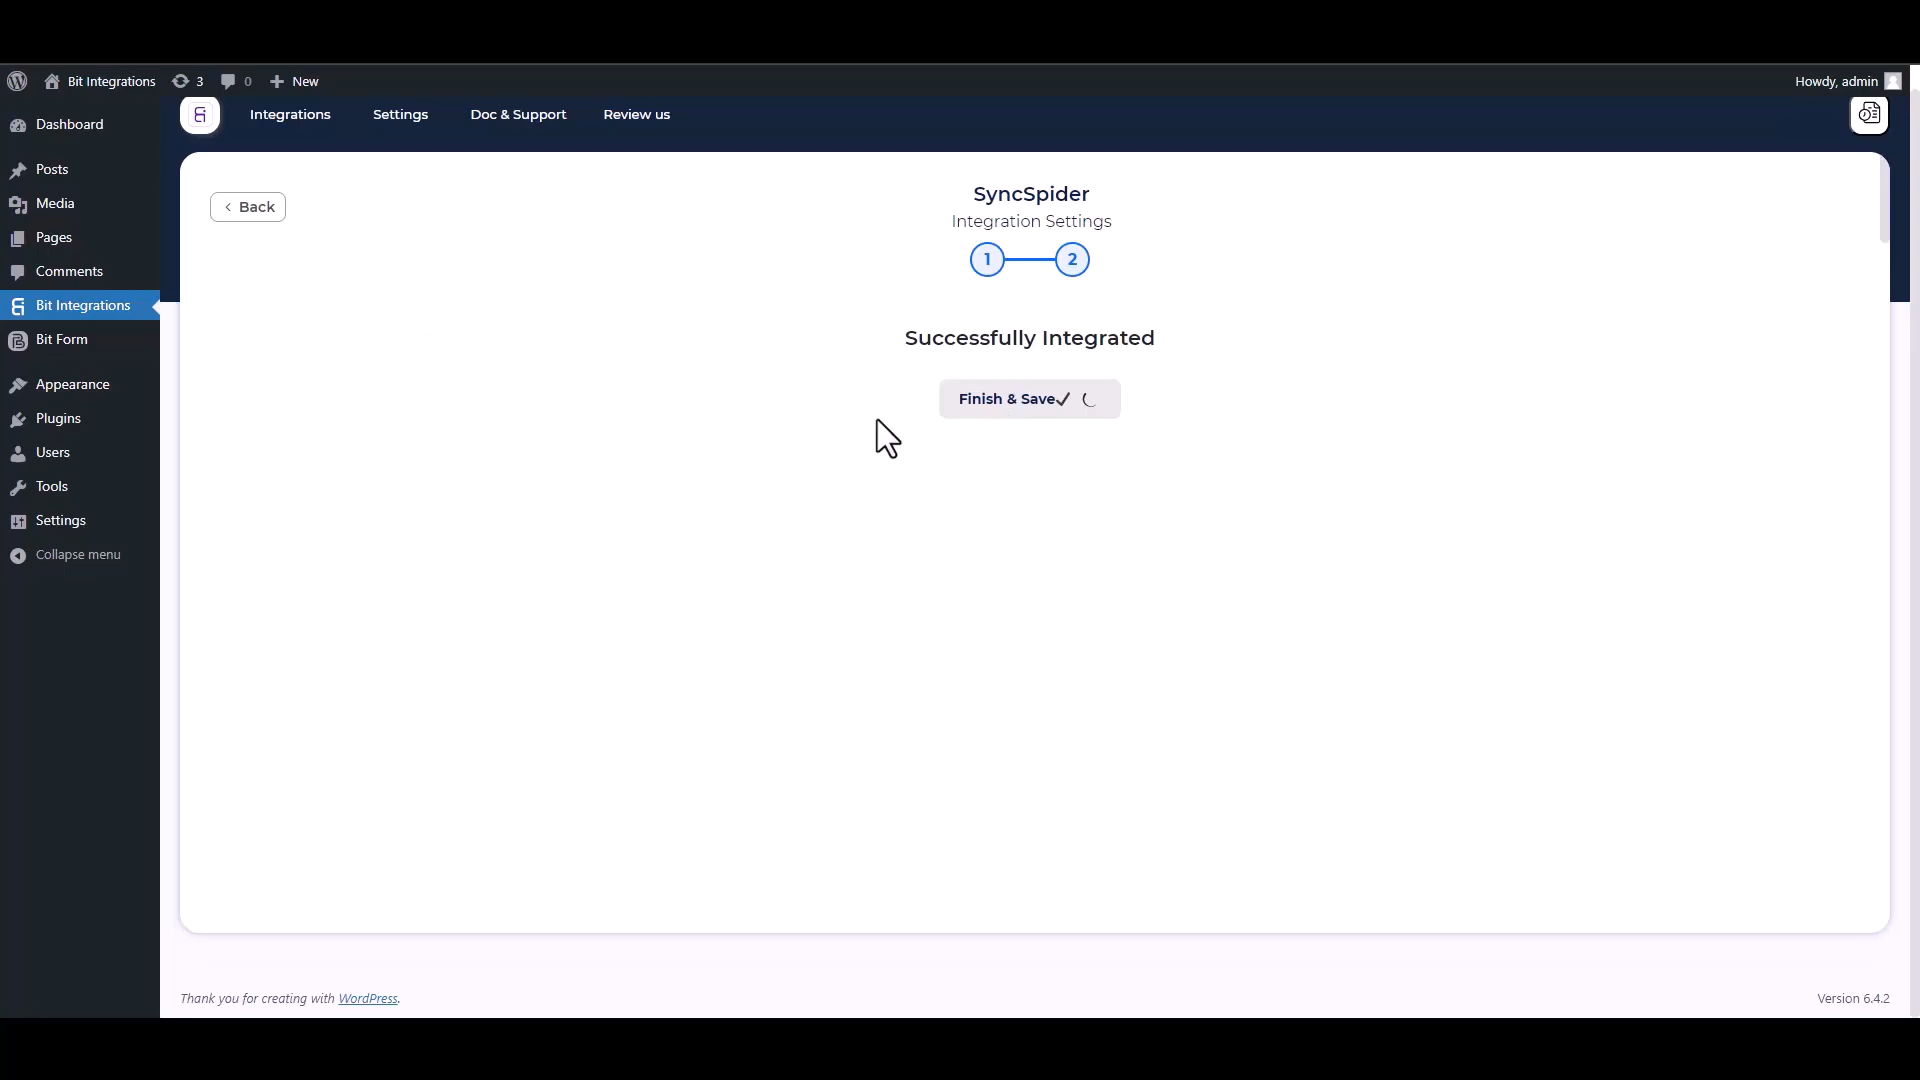 Bit Integrations 3 0 New Howdy, admin
Integrations Settings Doc & Support Review us
Dashboard
Posts
Media
Pages
Comments
Bit Integrations
Bit Form
Appearance
Plugins
Users
Tools
Settings
Collapse menu
Back
SyncSpider
Integration Settings
1 2
Successfully Integrated
Finish & Save
Thank you for creating with WordPress.
Version 6.4.2